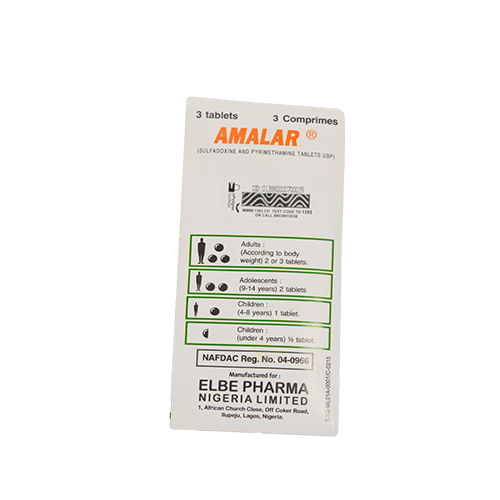 3 tablets 3 Comprimes
AMALAR ®
(SULFADOXINE AND PYRIMETHAMINE TABLETS USP)
Adults :
(According to body
weight) 2 or 3 tablets.
Adolescents :
(9-14 years) 2 tablets
Children :
(4-8 years) 1 tablet.
Children :
(under 4 years) ½ tablet.
NAFDAC Reg. No. 04-0966
Manufactured for :
ELBE PHARMA
NIGERIA LIMITED
1, African Church Close, Off Coker Road,
Ilupeju, Lagos, Nigeria.